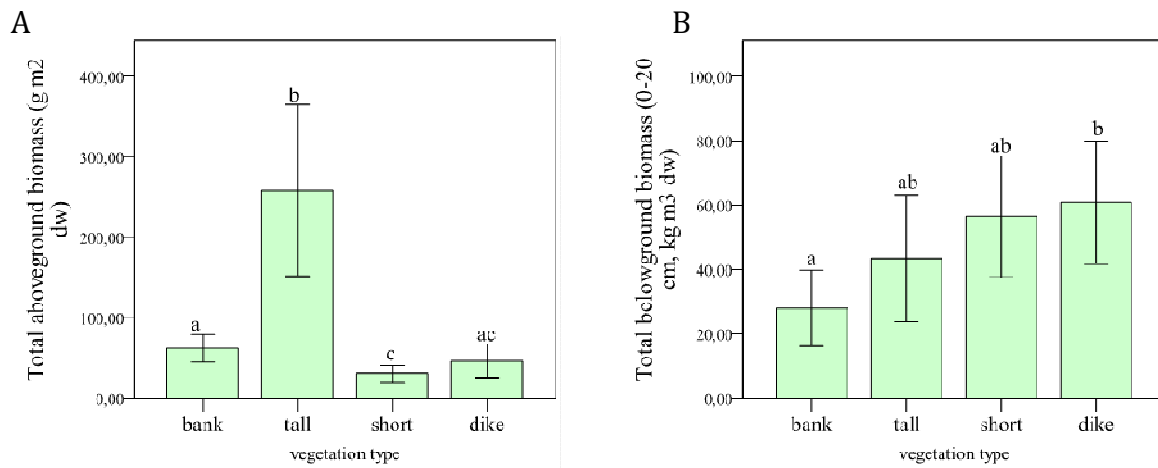 A
Total aboveground biomass (g m2
dw)
400,00
300,00
200,00
100,00
0,00
a
b
c
ac
bank tall short dike
vegetation type
B
Total belowground biomass (0-20
cm, kg m3 dw)
100,00
80,00
60,00
40,00
20,00
0,00
a
ab
ab
b
bank tall short dike
vegetation type